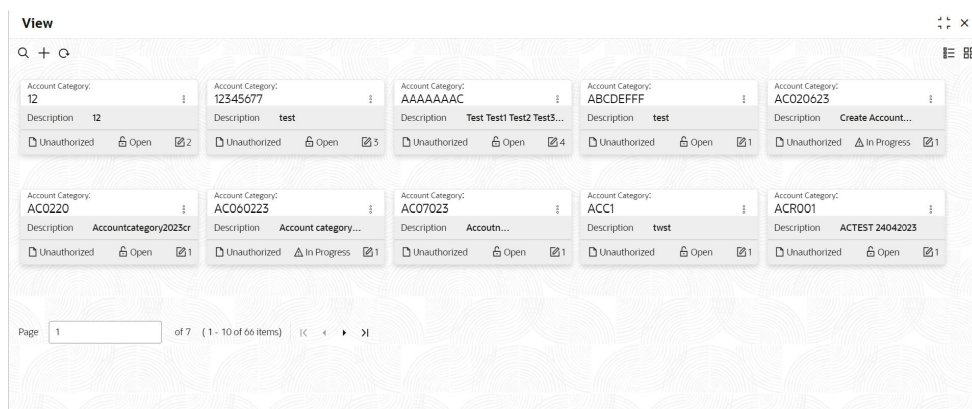 View
Account Category:
12
Description 12
Unauthorized Open 2
Account Category:
12345677
Description test
Unauthorized Open 3
Account Category:
AAAAAAAC
Description Test Test1 Test2 Test3...
Unauthorized Open 4
Account Category:
ABCDEFFF
Description test
Unauthorized Open 1
Account Category:
AC020623
Description Create Account...
Unauthorized In Progress 1
Account Category:
AC0220
Description Accountcategory2023cr
Unauthorized Open 1
Account Category:
AC060223
Description Account category...
Unauthorized In Progress 1
Account Category:
AC07023
Description Accoutn...
Unauthorized Open 1
Account Category:
ACC1
Description twst
Unauthorized Open 1
Account Category:
ACR001
Description ACTEST 24042023
Unauthorized Open 1
Page 1 of 7 ( 1 - 10 of 66 items)